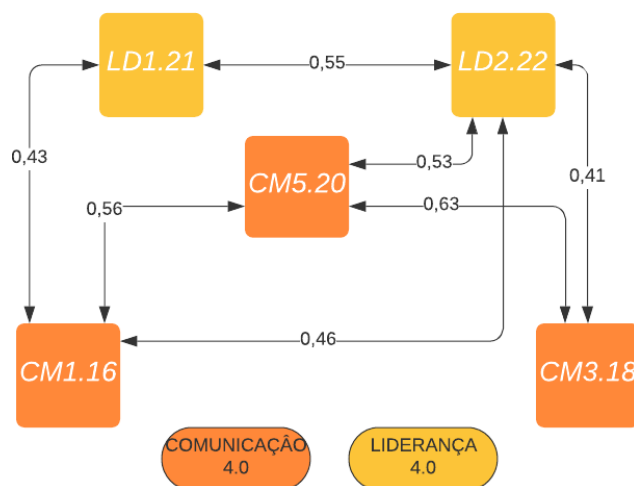 LD1.21
0,55
LD2.22
0,43
CM5.20
0,53
0,41
0,56
0,63
CM1.16
0,46
CM3.18
COMUNICAÇÂO
4.0
LIDERANÇA
4.0